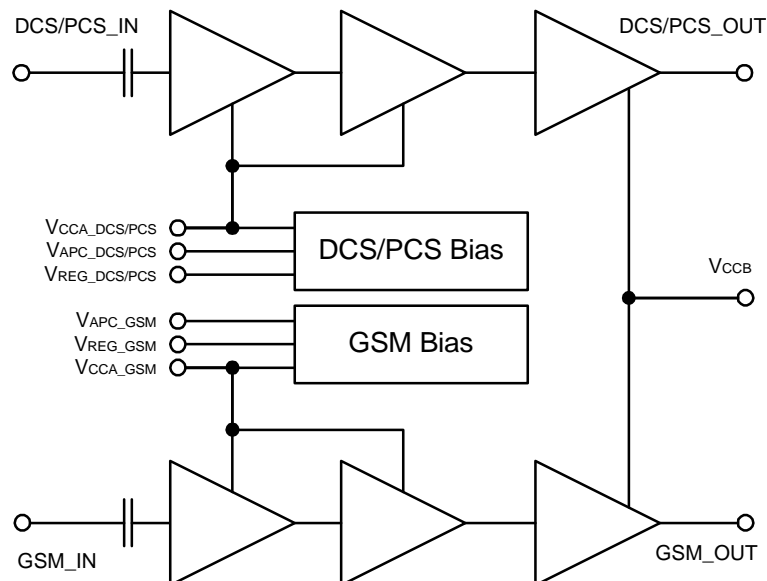 DCS/PCS_IN
DCS/PCS_OUT
VCCA_DCS/PCS
VAPC_DCS/PCS
VREG_DCS/PCS
DCS/PCS Bias
VCCB
VAPC_GSM
VREG_GSM
VCCA_GSM
GSM Bias
GSM_IN
GSM_OUT